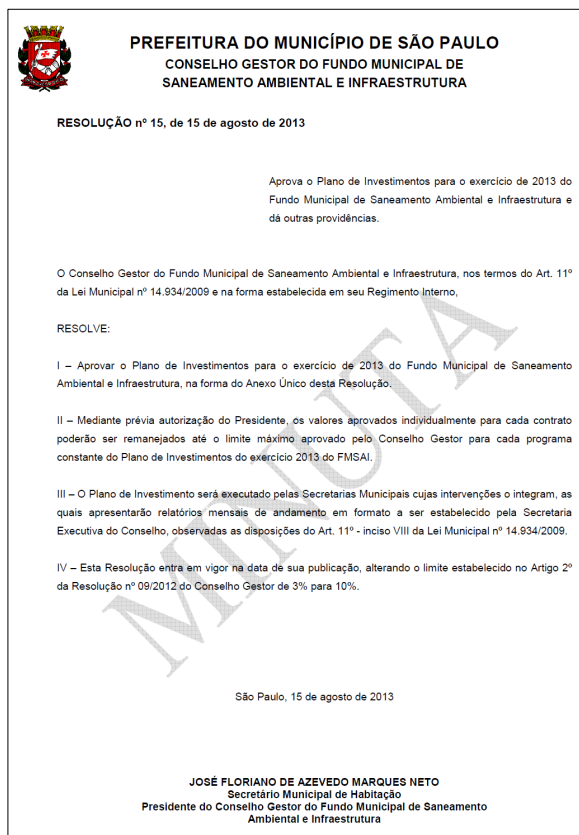 PREFEITURA DO MUNICÍPIO DE SÃO PAULO
CONSELHO GESTOR DO FUNDO MUNICIPAL DE
SANEAMENTO AMBIENTAL E INFRAESTRUTURA
RESOLUÇÃO nº 15, de 15 de agosto de 2013
Aprova o Plano de Investimentos para o exercício de 2013 do
Fundo Municipal de Saneamento Ambiental e Infraestrutura e
dá outras providências.
O Conselho Gestor do Fundo Municipal de Saneamento Ambiental e Infraestrutura, nos termos do Art. 11º
da Lei Municipal nº 14.934/2009 e na forma estabelecida em seu Regimento Interno,
RESOLVE:
I – Aprovar o Plano de Investimentos para o exercício de 2013 do Fundo Municipal de Saneamento
Ambiental e Infraestrutura, na forma do Anexo Único desta Resolução.
II – Mediante prévia autorização do Presidente, os valores aprovados individualmente para cada contrato
poderão ser remanejados até o limite máximo aprovado pelo Conselho Gestor para cada programa
constante do Plano de Investimentos do exercício 2013 do FMSAI.
III – O Plano de Investimento será executado pelas Secretarias Municipais cujas intervenções o integram, as
quais apresentarão relatórios mensais de andamento em formato a ser estabelecido pela Secretaria
Executiva do Conselho, observadas as disposições do Art. 11º - inciso VIII da Lei Municipal nº 14.934/2009.
IV – Esta Resolução entra em vigor na data de sua publicação, alterando o limite estabelecido no Artigo 2º
da Resolução nº 09/2012 do Conselho Gestor de 3% para 10%.
MINUTA
São Paulo, 15 de agosto de 2013
JOSÉ FLORIANO DE AZEVEDO MARQUES NETO
Secretário Municipal de Habitação
Presidente do Conselho Gestor do Fundo Municipal de Saneamento
Ambiental e Infraestrutura